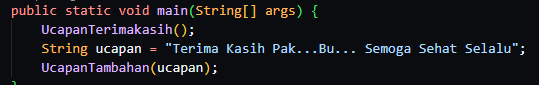 public static void main(String[] args) {
UcapanTerimakasih();
String ucapan = "Terima Kasih Pak...Bu... Semoga Sehat Selalu";
UcapanTambahan(ucapan);
}